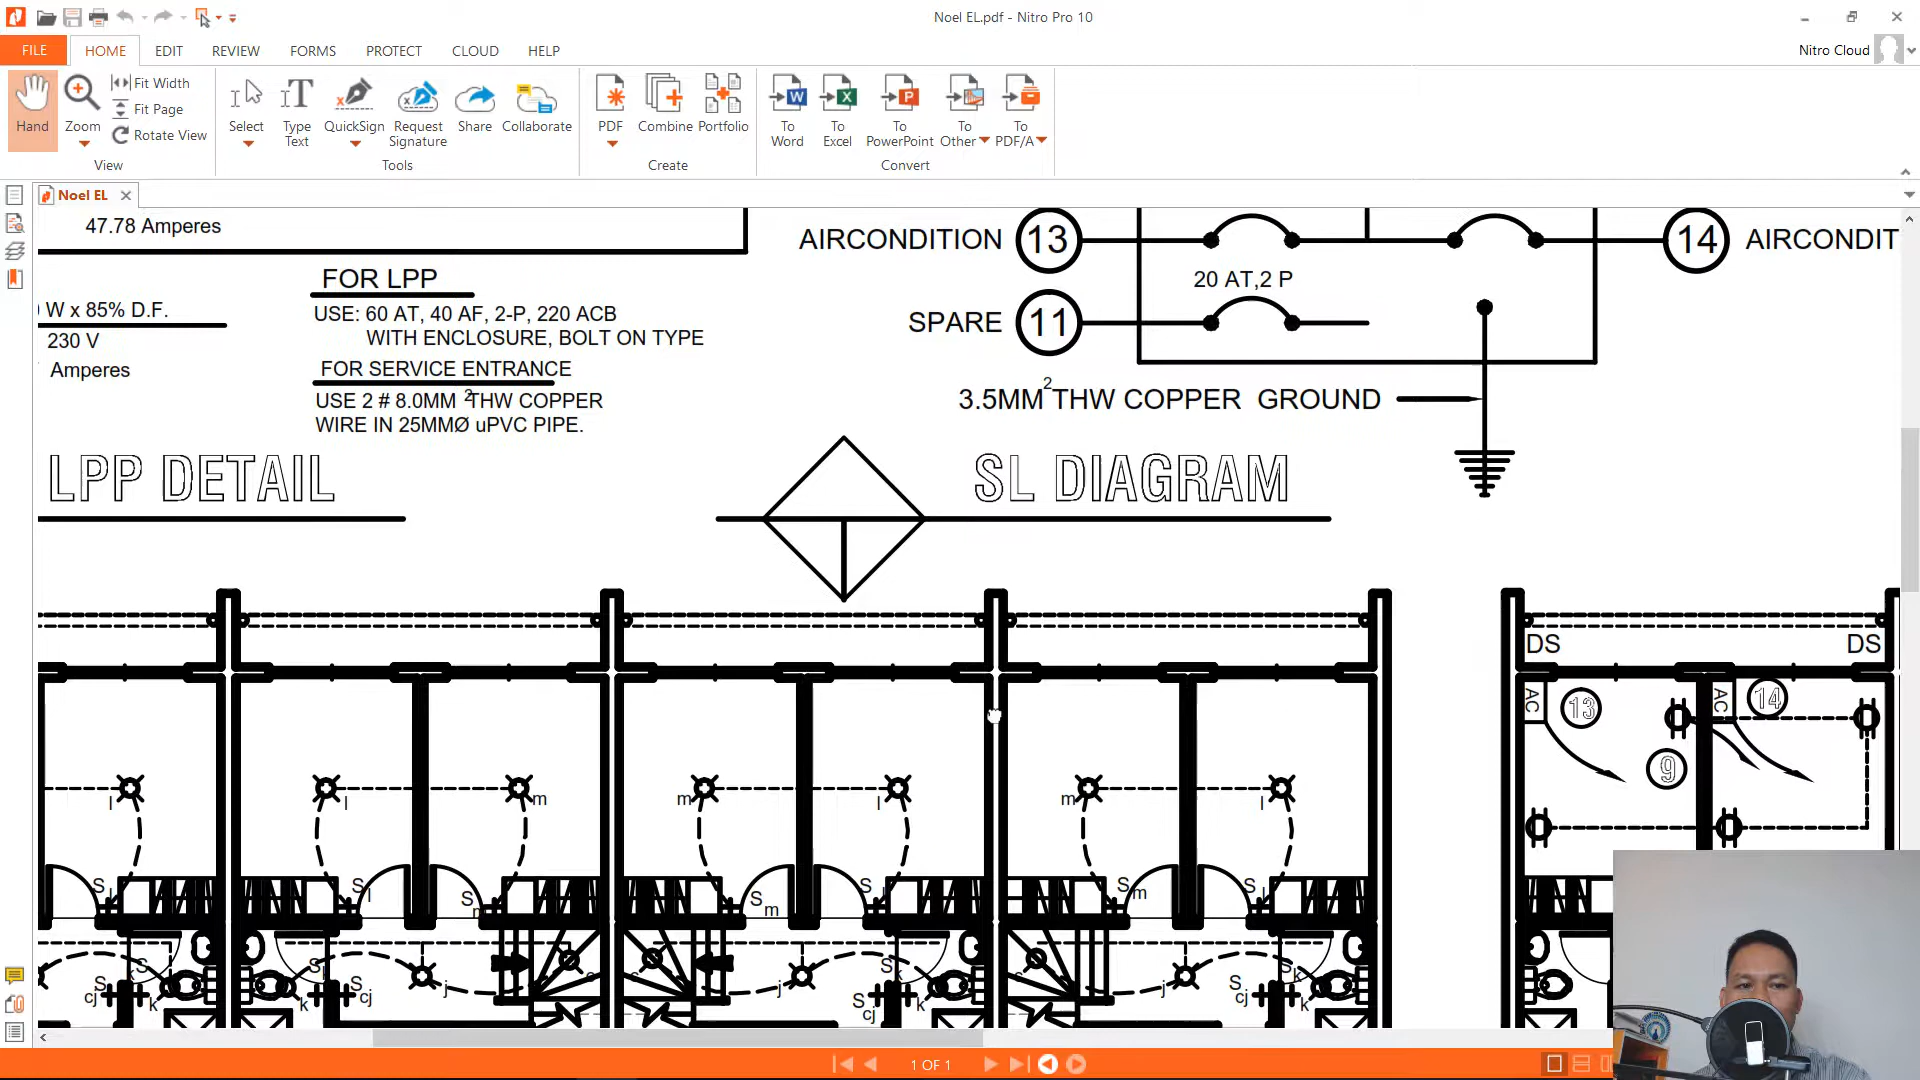 Noel EL.pdf - Nitro Pro 10
FILE HOME EDIT REVIEW FORMS PROTECT CLOUD HELP
Nitro Cloud
Hand
Zoom
Fit Width
Fit Page
Rotate View
View
Select
Type Text
QuickSign
Request Signature
Share
Collaborate
Tools
PDF
Combine
Portfolio
Create
To Word
To Excel
To PowerPoint
To Other
To PDF/A
Convert
Noel EL
47.78 Amperes
W x 85% D.F.
230 V
Amperes
FOR LPP
USE: 60 AT, 40 AF, 2-P, 220 ACB
WITH ENCLOSURE, BOLT ON TYPE
FOR SERVICE ENTRANCE
USE 2 # 8.0MM 2 THW COPPER
WIRE IN 25MMØ uPVC PIPE.
LPP DETAIL
AIRCONDITION 13
14 AIRCONDIT
20 AT,2 P
SPARE 11
3.5MM 2 THW COPPER GROUND
SL DIAGRAM
DS DS
AC 13 AC 14
9
l l m m l m l
S l S l S m S m S l S m S l
S cj S k k S k k S cj j j S k S cj j S cj S k k
1 OF 1